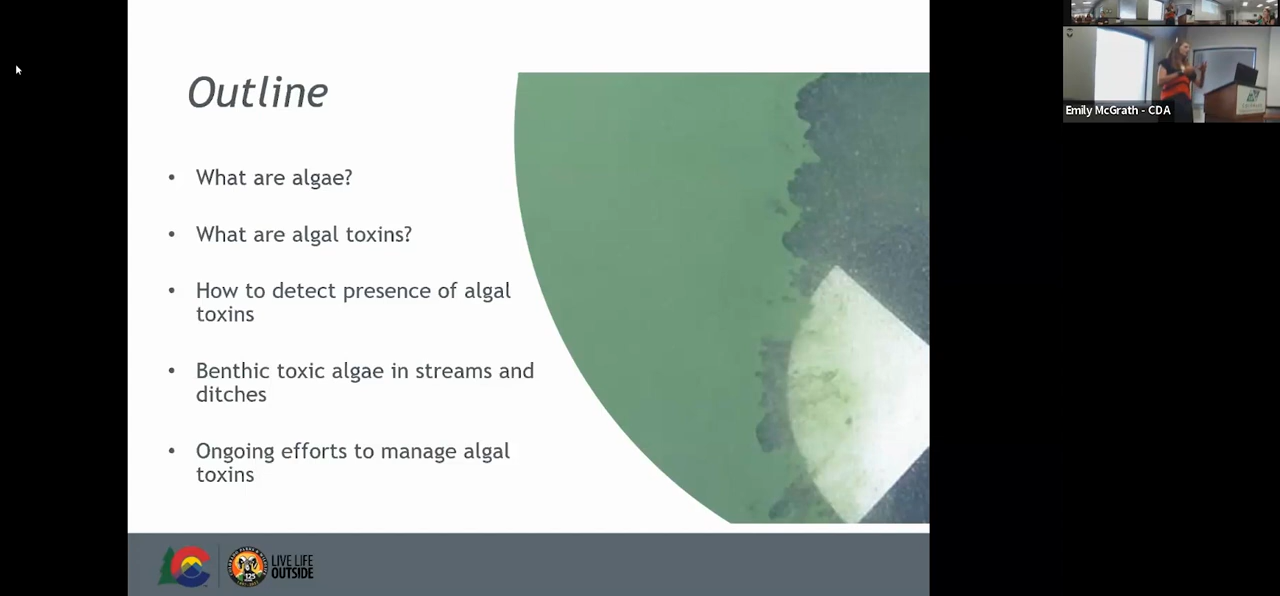 Outline
• What are algae?
• What are algal toxins?
• How to detect presence of algal
toxins
• Benthic toxic algae in streams and
ditches
• Ongoing efforts to manage algal
toxins
LIVE LIFE
OUTSIDE
125
Emily McGrath - CDA